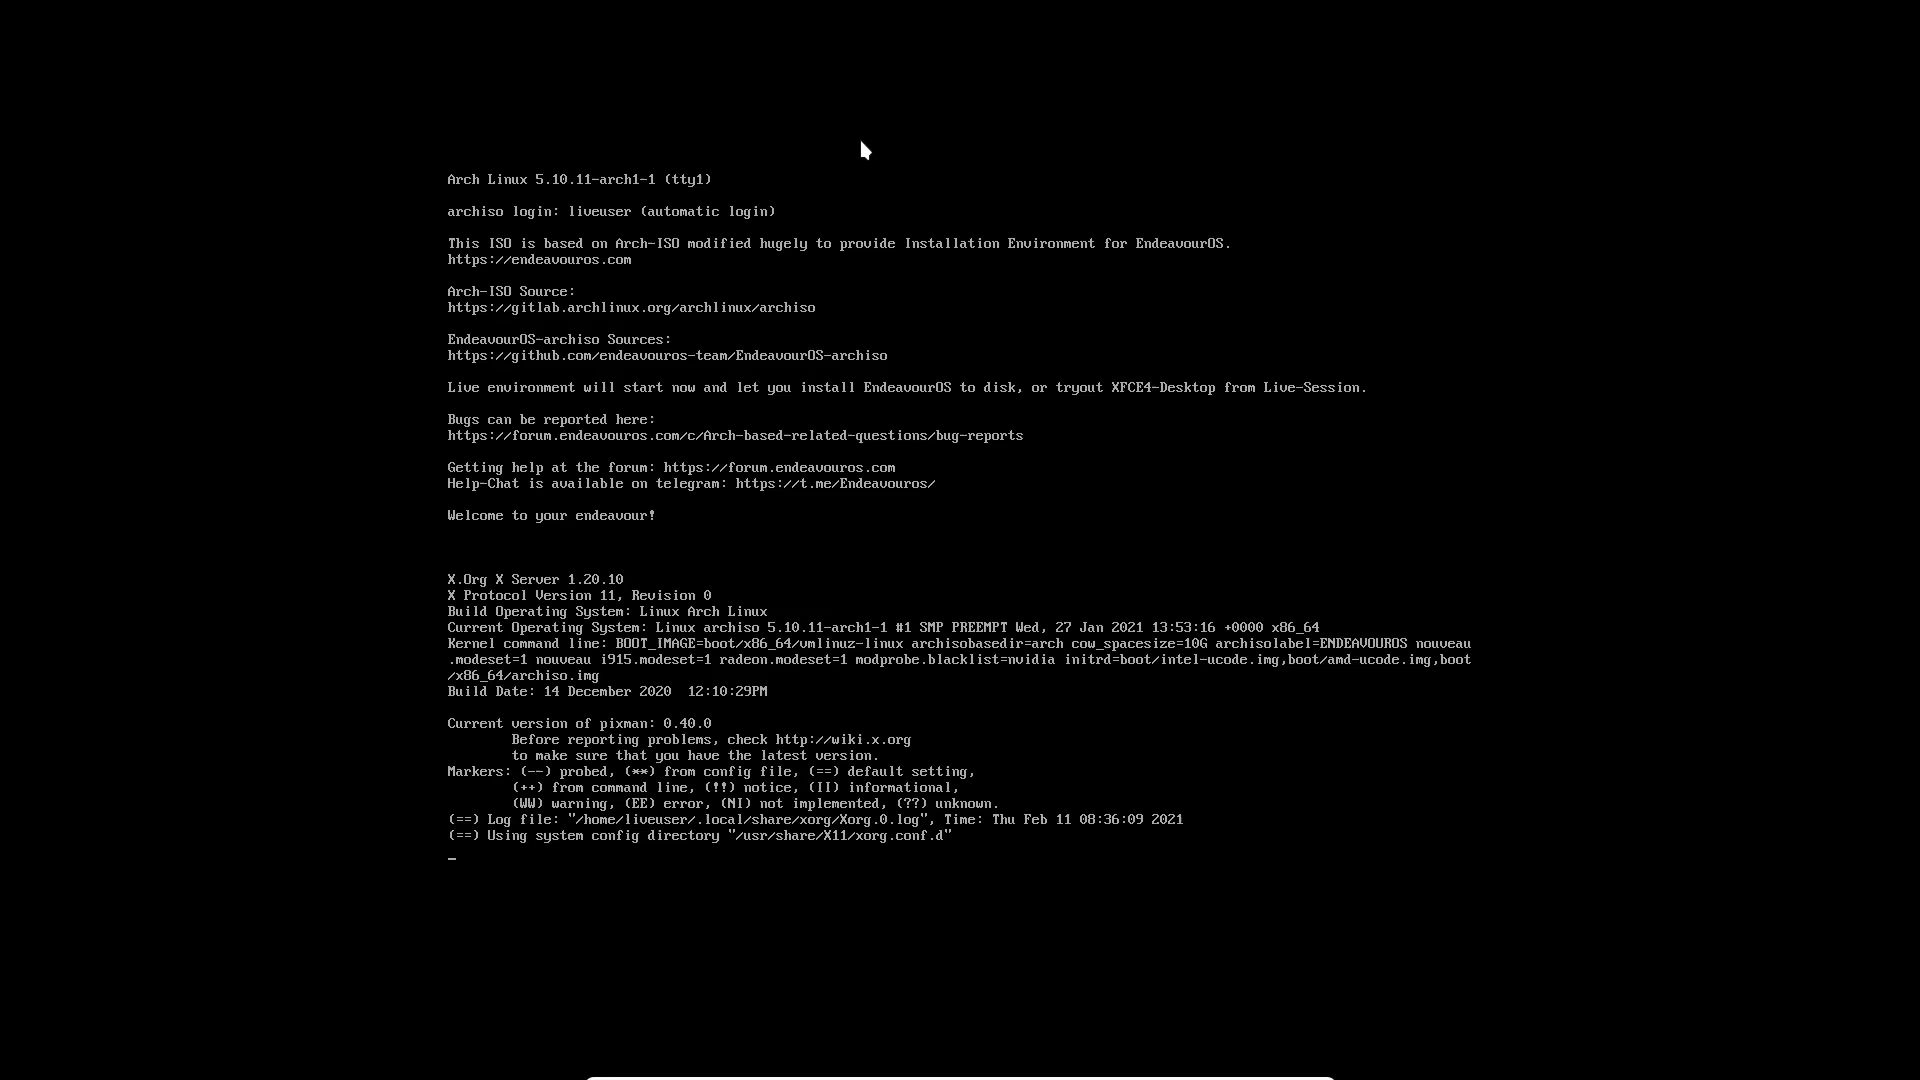 Arch Linux 5.10.11-arch1-1 (tty1)
archiso login: liveuser (automatic login)
This ISO is based on Arch-ISO modified hugely to provide Installation Environment for EndeavourOS.
https://endeavouros.com
Arch-ISO Source:
https://gitlab.archlinux.org/archlinux/archiso
EndeavourOS-archiso Sources:
https://github.com/endeavouros-team/EndeavourOS-archiso
Live environment will start now and let you install EndeavourOS to disk, or tryout XFCE4-Desktop from Live-Session.
Bugs can be reported here:
https://forum.endeavouros.com/c/Arch-based-related-questions/bug-reports
Getting help at the forum: https://forum.endeavouros.com
Help-Chat is available on telegram: https://t.me/Endeavouros/
Welcome to your endeavour!
X.Org X Server 1.20.10
X Protocol Version 11, Revision 0
Build Operating System: Linux Arch Linux
Current Operating System: Linux archiso 5.10.11-arch1-1 #1 SMP PREEMPT Wed, 27 Jan 2021 13:53:16 +0000 x86_64
Kernel command line: BOOT_IMAGE=boot/x86_64/vmlinuz-linux archisobasedir=arch cow_spacesize=10G archisolabel=ENDEAVOUROS nouveau
.modeset=1 nouveau i915.modeset=1 radeon.modeset=1 modprobe.blacklist=nvidia initrd=boot/intel-ucode.img,boot/amd-ucode.img,boot
/x86_64/archiso.img
Build Date: 14 December 2020  12:10:29PM
Current version of pixman: 0.40.0
Before reporting problems, check http://wiki.x.org
to make sure that you have the latest version.
Markers: (--) probed, (**) from config file, (==) default setting,
(++) from command line, (!!) notice, (II) informational,
(WW) warning, (EE) error, (NI) not implemented, (??) unknown.
(==) Log file: "/home/liveuser/.local/share/xorg/Xorg.0.log", Time: Thu Feb 11 08:36:09 2021
(==) Using system config directory "/usr/share/X11/xorg.conf.d"